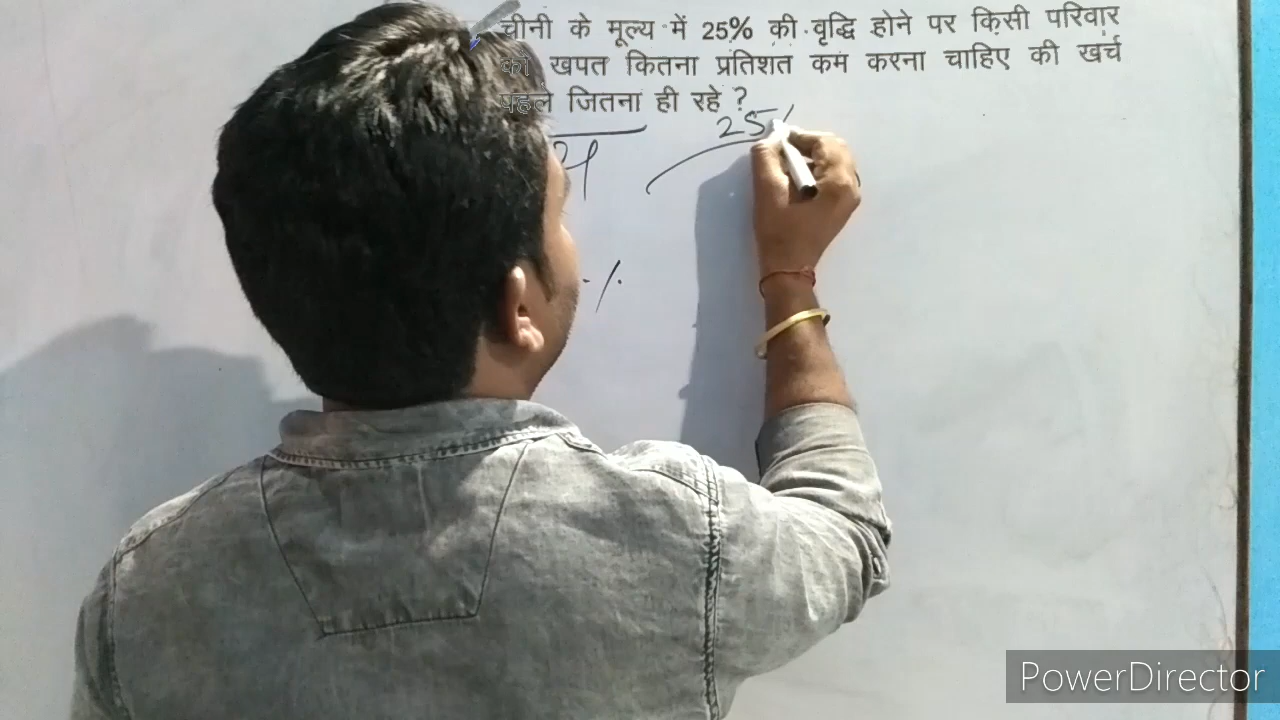 चीनी के मूल्य में 25% की वृद्धि होने पर किसी परिवार
को खपत कितना प्रतिशत कम करना चाहिए की खर्च
पहले जितना ही रहे ?
25%
%
PowerDirector